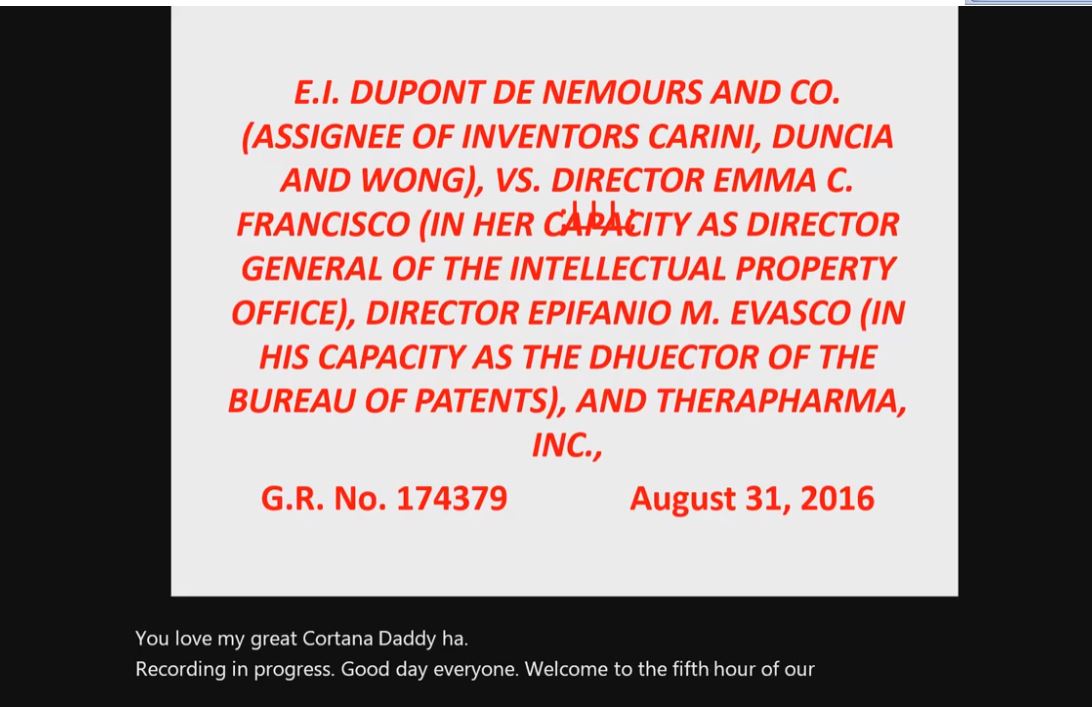 E.I. DUPONT DE NEMOURS AND CO.
(ASSIGNEE OF INVENTORS CARINI, DUNCIA
AND WONG), VS. DIRECTOR EMMA C.
FRANCISCO (IN HER CAPACITY AS DIRECTOR
GENERAL OF THE INTELLECTUAL PROPERTY
OFFICE), DIRECTOR EPIFANIO M. EVASCO (IN
HIS CAPACITY AS THE DHUECTOR OF THE
BUREAU OF PATENTS), AND THERAPHARMA,
INC.,
G.R. No. 174379 August 31, 2016
You love my great Cortana Daddy ha.
Recording in progress. Good day everyone. Welcome to the fifth hour of our